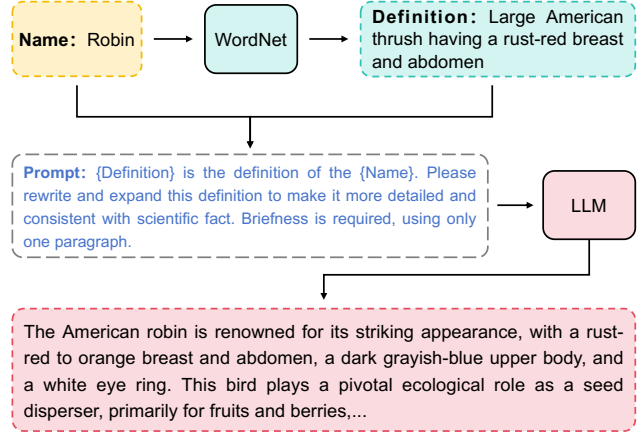 Name: Robin
WordNet
Definition: Large American
thrush having a rust-red breast
and abdomen
Prompt: {Definition} is the definition of the {Name}. Please
rewrite and expand this definition to make it more detailed and
consistent with scientific fact. Briefness is required, using only
one paragraph.
LLM
The American robin is renowned for its striking appearance, with a rust-
red to orange breast and abdomen, a dark grayish-blue upper body, and
a white eye ring. This bird plays a pivotal ecological role as a seed
disperser, primarily for fruits and berries,...